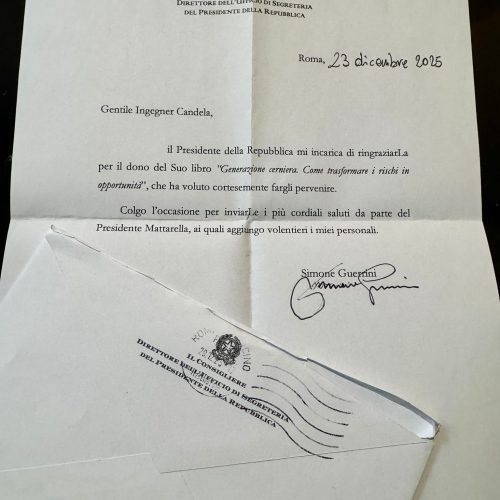 Direttore dell'Ufficio di Segreteria
del Presidente della Repubblica
Roma, 23 dicembre 2025
Gentile Ingegner Candela,
il Presidente della Repubblica mi incarica di ringraziarLa
per il dono del Suo libro "Generazione cerniera. Come trasformare i rischi in
opportunità", che ha voluto cortesemente fargli pervenire.
Colgo l'occasione per inviarLe i più cordiali saluti da parte del
Presidente Mattarella, ai quali aggiungo volentieri i miei personali.
Simone Guerrini
Il Consigliere
Direttore dell'Ufficio di Segreteria
del Presidente della Repubblica